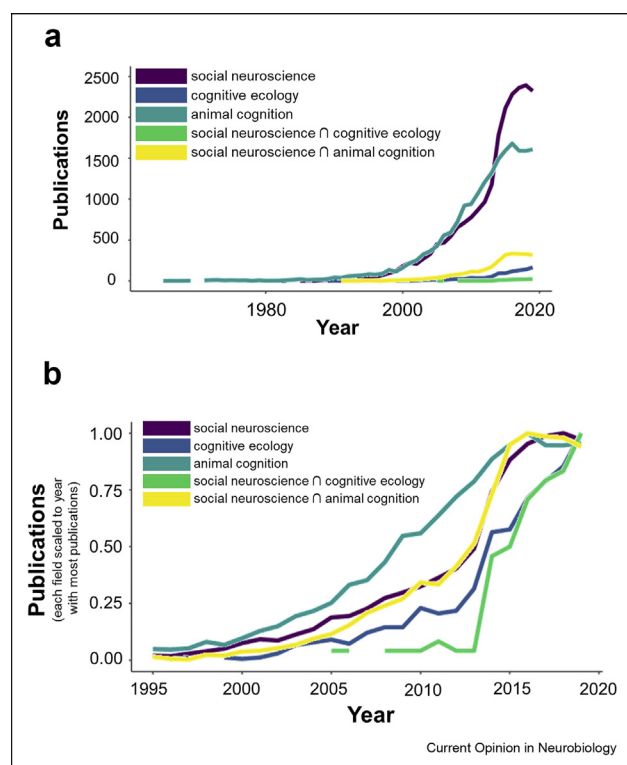 a
2500
2000
1500
1000
500
0
Publications
social neuroscience
cognitive ecology
animal cognition
social neuroscience ∩ cognitive ecology
social neuroscience ∩ animal cognition
1980
2000
2020
Year
b
1.00
0.75
0.50
0.25
0.00
Publications
(each field scaled to year
with most publications)
social neuroscience
cognitive ecology
animal cognition
social neuroscience ∩ cognitive ecology
social neuroscience ∩ animal cognition
1995
2000
2005
2010
2015
2020
Year
Current Opinion in Neurobiology